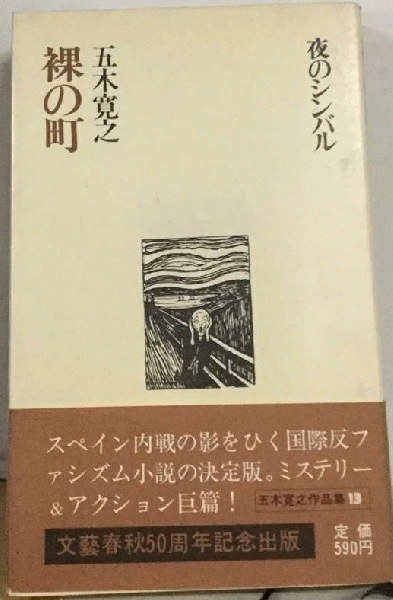 夜のシンバル
五木寛之
裸の町
スペイン内戦の影をひく国際反フ
ァシズム小説の決定版。ミステリー
&アクション巨篇!
五木寛之作品集13
文藝春秋50周年記念出版
定価
590円